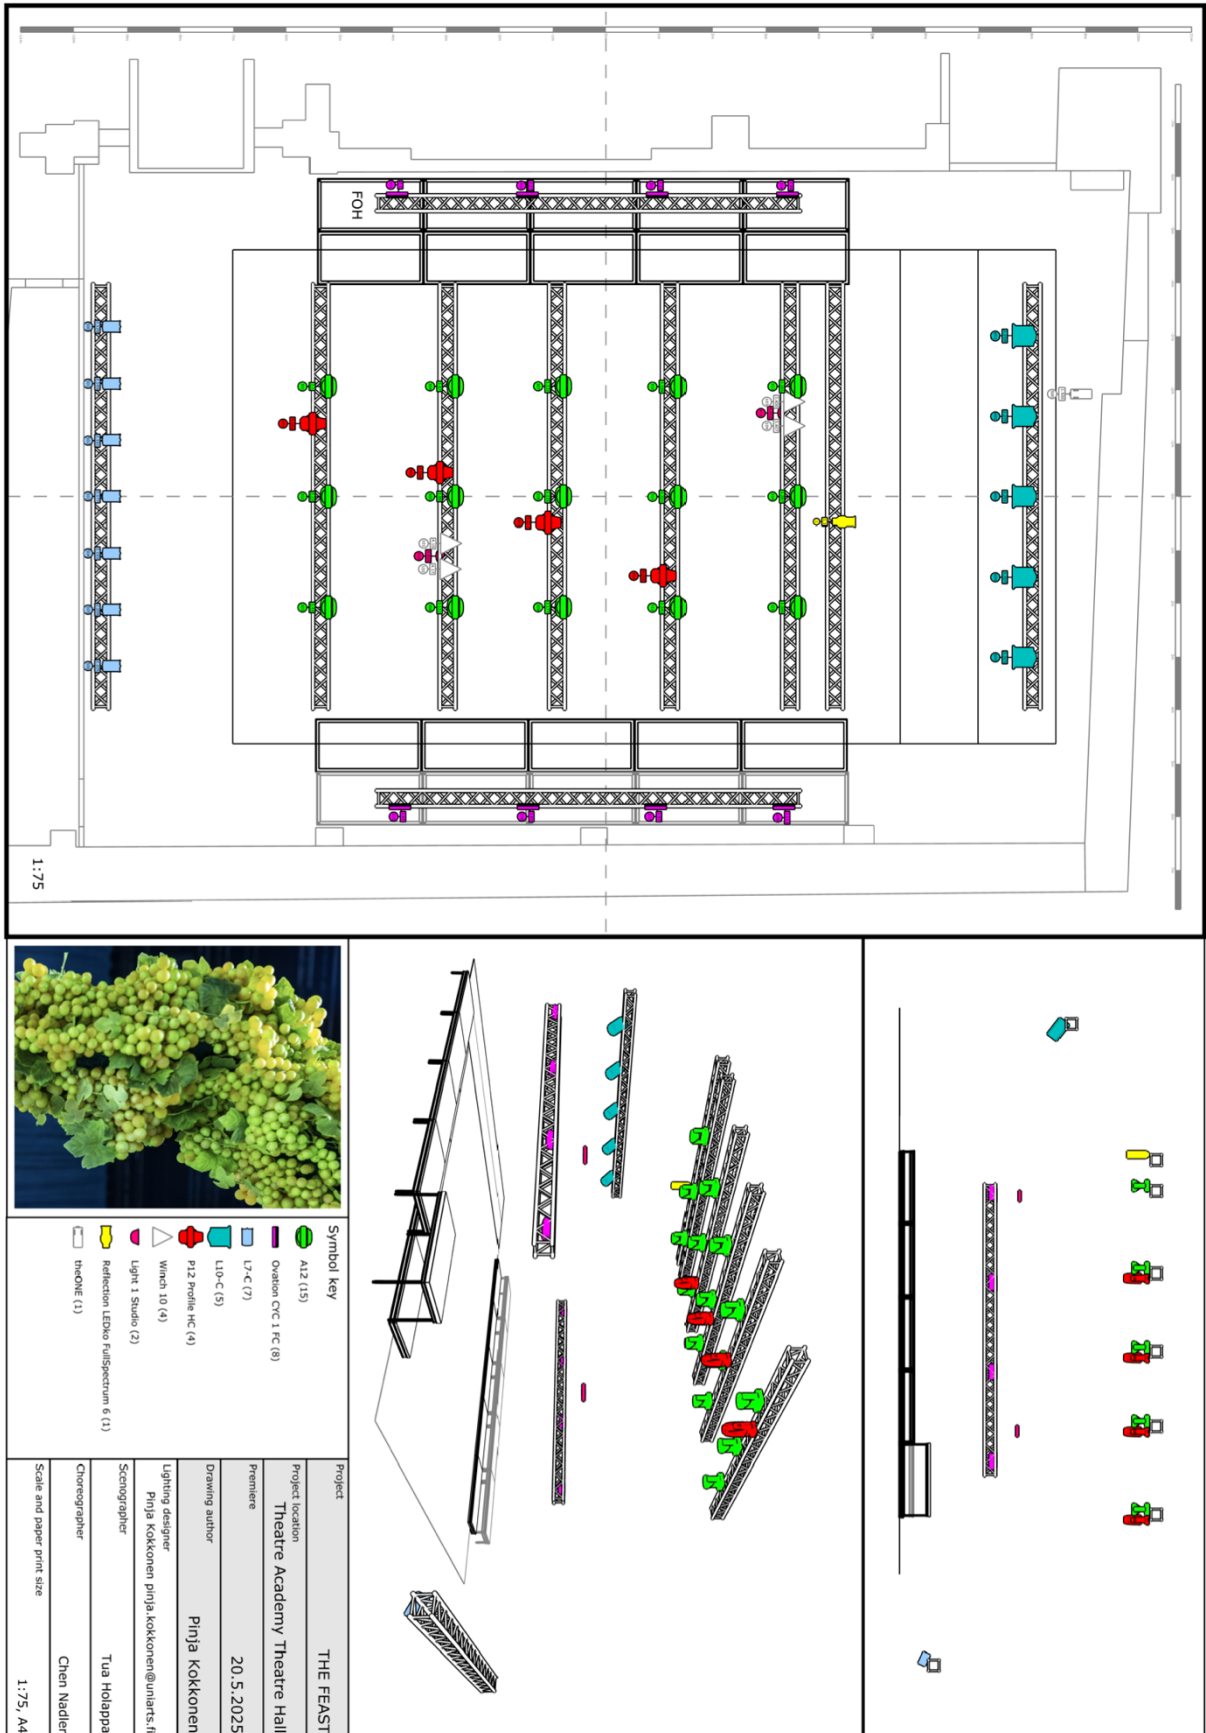 FOH
1:75
Symbol key
A12 (15)
Ovation CYC 1 FC (8)
L7-C (7)
L10-C (5)
P12 Profile HC (4)
Winch 10 (4)
Light 1 Studio (2)
Reflection LEDko FullSpectrum 6 (1)
theONE (1)
Project
THE FEAST
Project location
Theatre Academy Theatre Hall
Premiere
20.5.2025
Drawing author
Pinja Kokkonen
Lighting designer
Pinja Kokkonen pinja.kokkonen@uniarts.fi
Scenographer
Tua Holappa
Choreographer
Chen Nadler
Scale and paper print size
1:75, A4